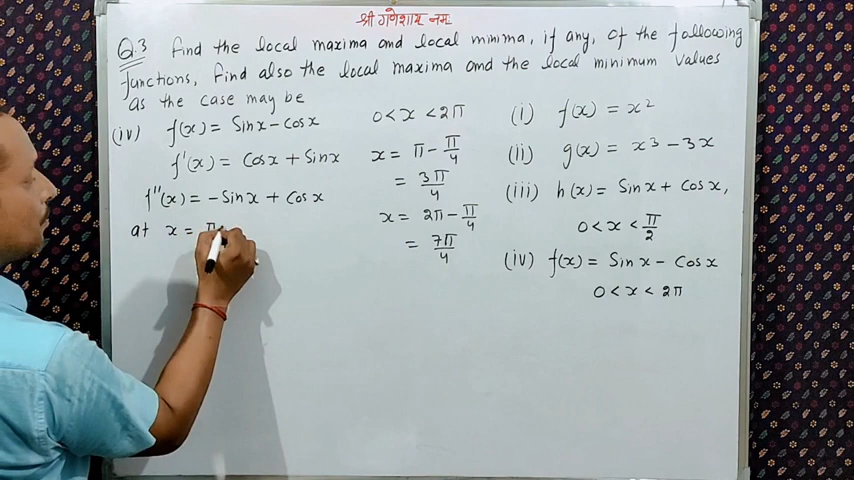 श्री गणेशाय नमः
Q.3 Find the local maxima and local minima, if any, of the following
functions, Find also the local maxima and the local minimum values
as the case may be
(iv) f(x) = Sin x - Cos x
f'(x) = Cos x + Sin x
f''(x) = -Sin x + Cos x
at x = π
0 < x < 2π
x = π - π/4
= 3π/4
x = 2π - π/4
= 7π/4
(i) f(x) = x²
(ii) g(x) = x³ - 3x
(iii) h(x) = Sin x + Cos x,
0 < x < π/2
(iv) f(x) = Sin x - Cos x
0 < x < 2π